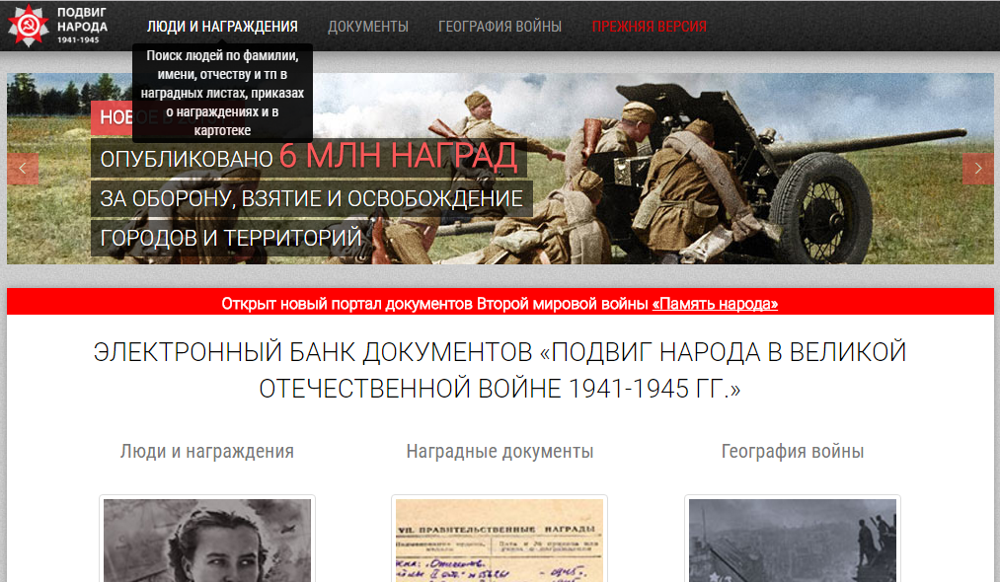 ПОДВИГ
НАРОДА
1941-1945
ЛЮДИ И НАГРАЖДЕНИЯ
ДОКУМЕНТЫ
ГЕОГРАФИЯ ВОЙНЫ
ПРЕЖНЯЯ ВЕРСИЯ
Поиск людей по фамилии,
имени, отчеству и тп в
наградных листах, приказах
о награждениях и в
картотеке
ОПУБЛИКОВАНО 6 МЛН НАГРАД
ЗА ОБОРОНУ, ВЗЯТИЕ И ОСВОБОЖДЕНИЕ
ГОРОДОВ И ТЕРРИТОРИЙ
Открыт новый портал документов Второй мировой войны «Память народа»
ЭЛЕКТРОННЫЙ БАНК ДОКУМЕНТОВ «ПОДВИГ НАРОДА В ВЕЛИКОЙ
ОТЕЧЕСТВЕННОЙ ВОЙНЕ 1941-1945 ГГ.»
Люди и награждения
Наградные документы
География войны
VII. ПРАВИТЕЛЬСТВЕННЫЕ НАГРАДЫ